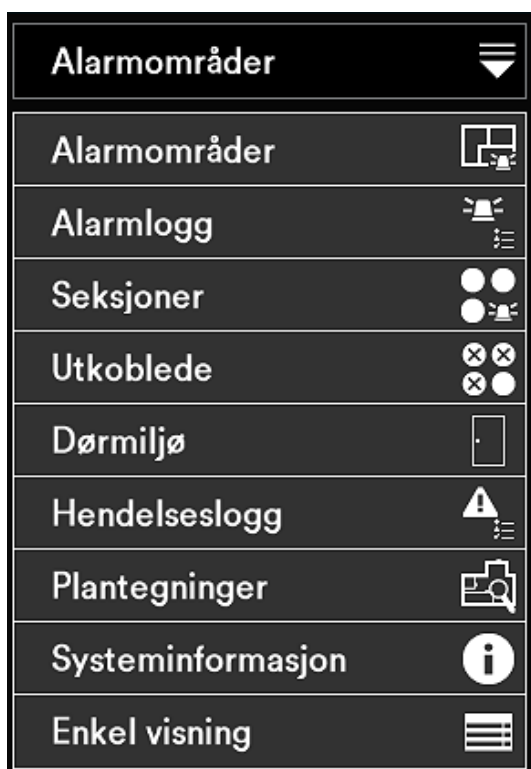 Alarmområder
Alarmområder
Alarmlogg
Seksjoner
Utkoblede
Dørmiljø
Hendelseslogg
Plantegninger
Systeminformasjon
Enkel visning